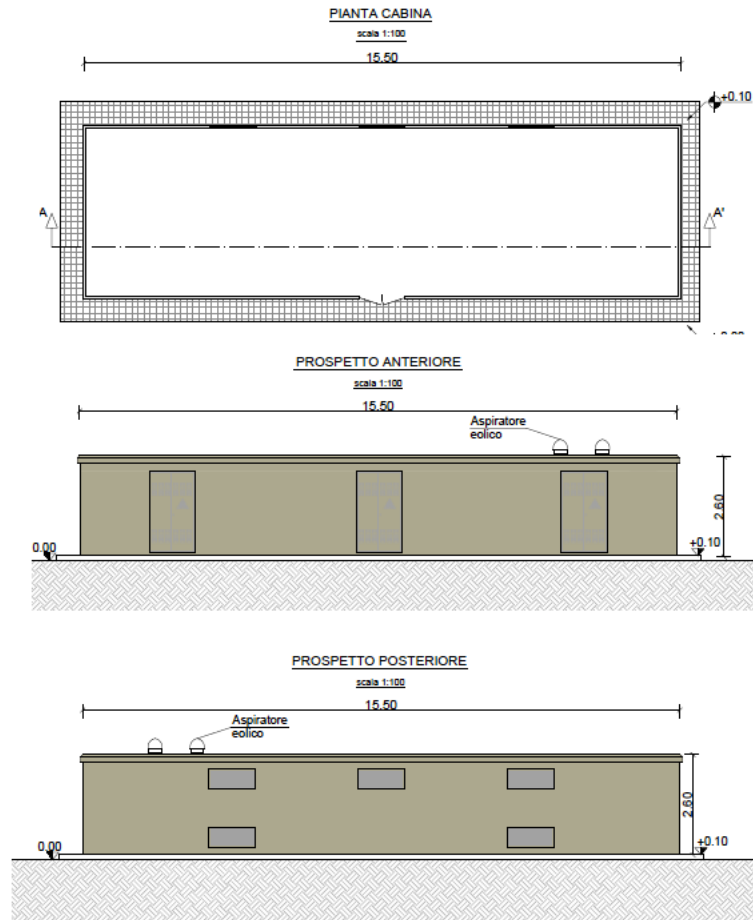 PIANTA CABINA
scala 1:100
15.50
+0.10
A
A'
PROSPETTO ANTERIORE
scala 1:100
15.50
Aspiratore
eolico
2.60
0.00
+0.10
PROSPETTO POSTERIORE
scala 1:100
15.50
Aspiratore
eolico
2.60
0.00
+0.10